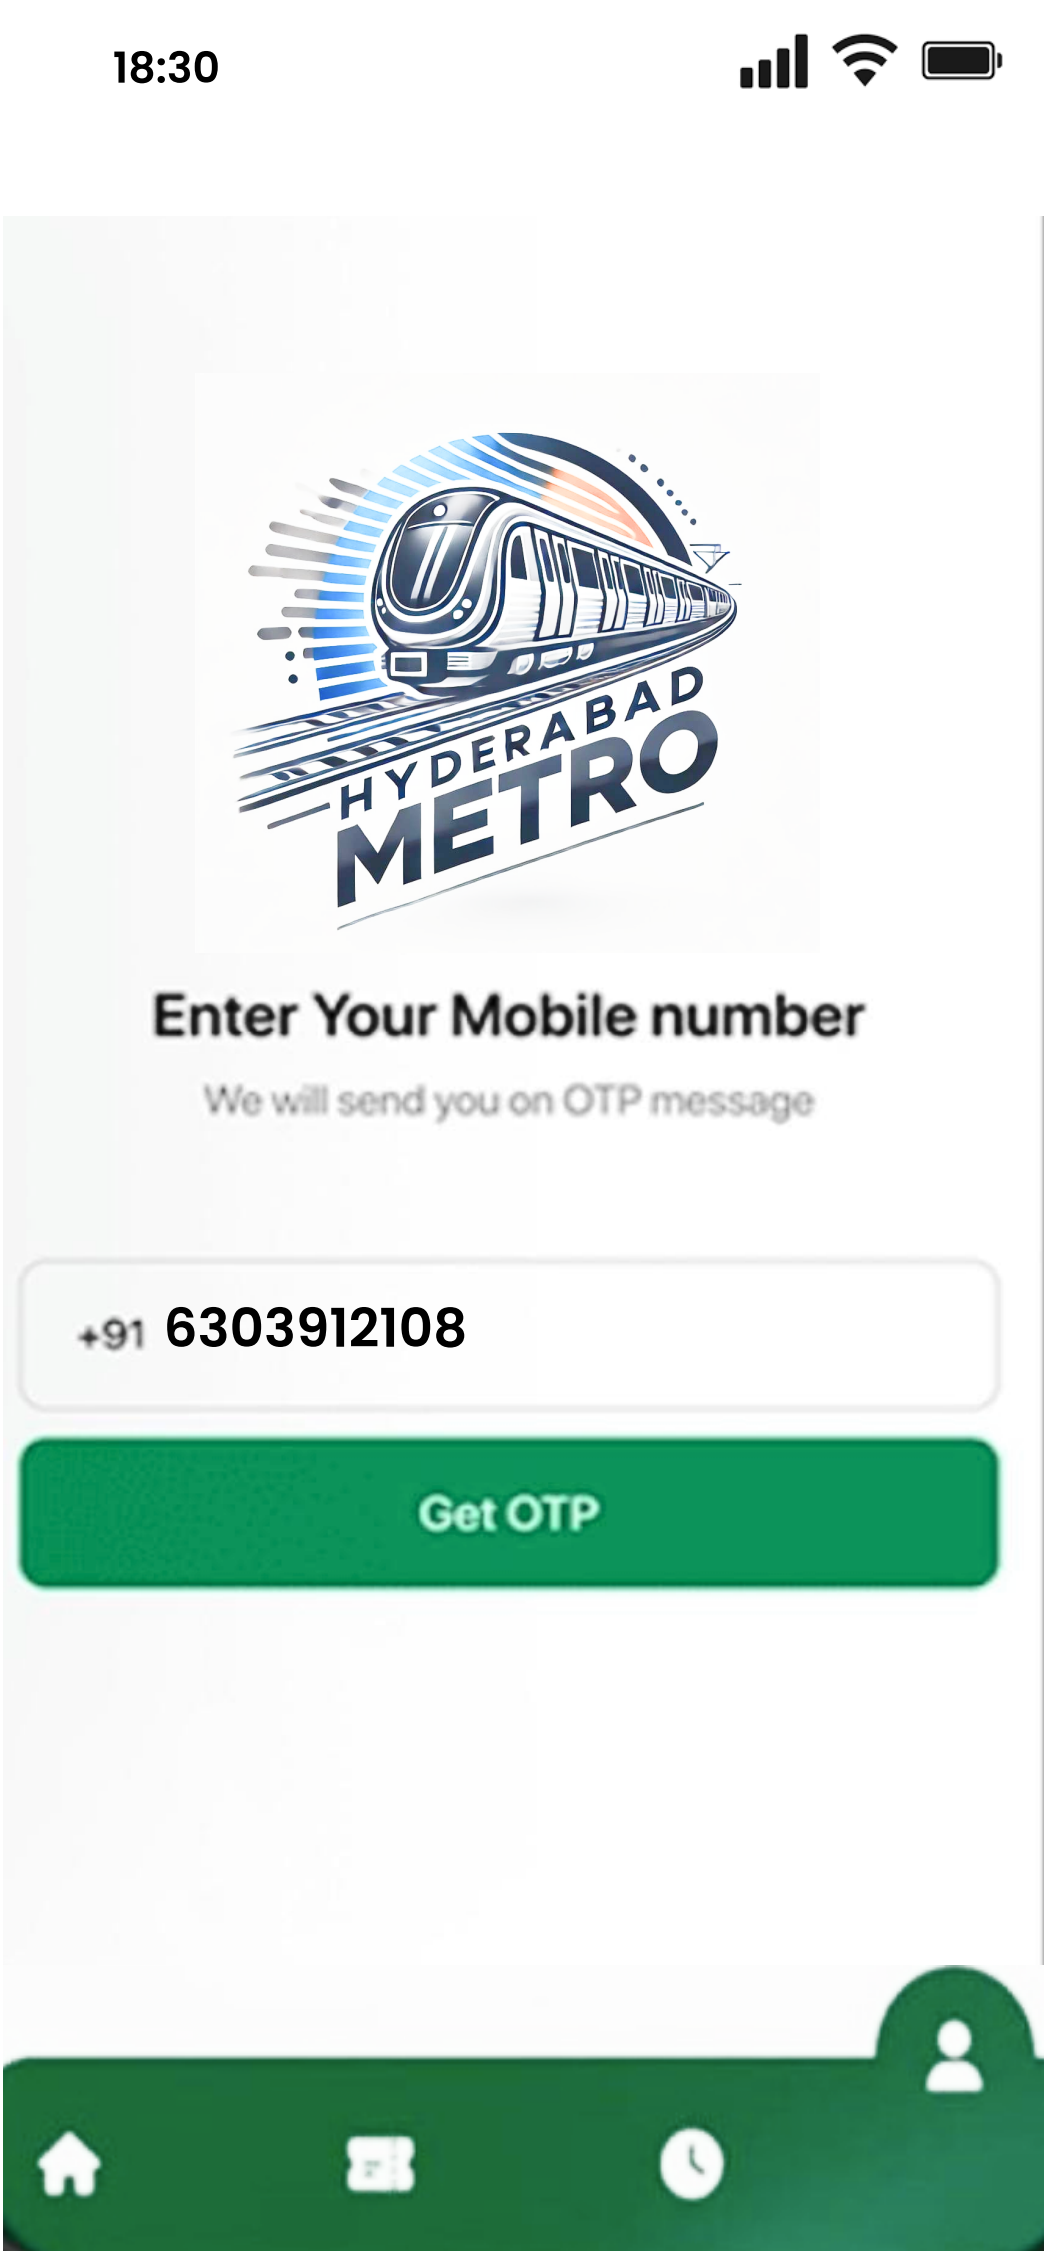 18:30
HYDERABAD
METRO
Enter Your Mobile number
We will send you on OTP message
+91 6303912108
Get OTP